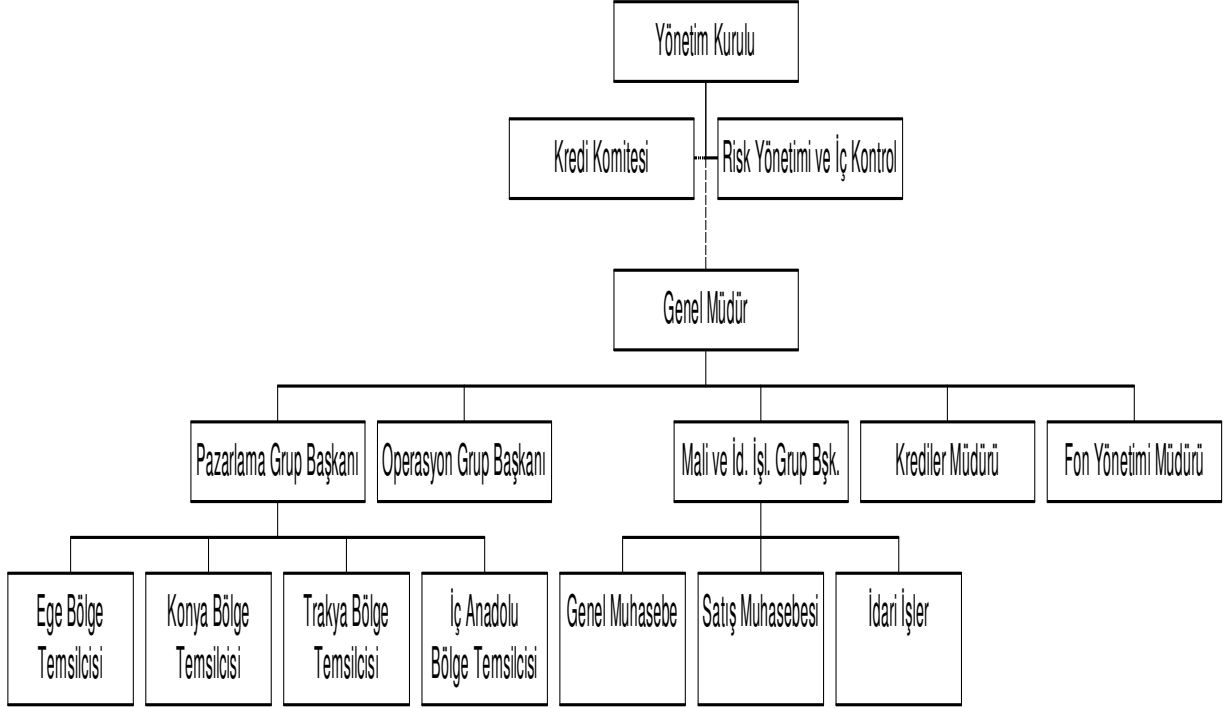 Yönetim Kurulu
Kredi Komitesi
Risk Yönetimi ve İç Kontrol
Genel Müdür
Pazarlama Grup Başkanı
Operasyon Grup Başkanı
Mali ve İd. İşl. Grup Bşk.
Krediler Müdürü
Fon Yönetimi Müdürü
Ege Bölge
Temsilcisi
Konya Bölge
Temsilcisi
Trakya Bölge
Temsilcisi
İç Anadolu
Bölge Temsilcisi
Genel Muhasebe
Satış Muhasebesi
İdari İşler